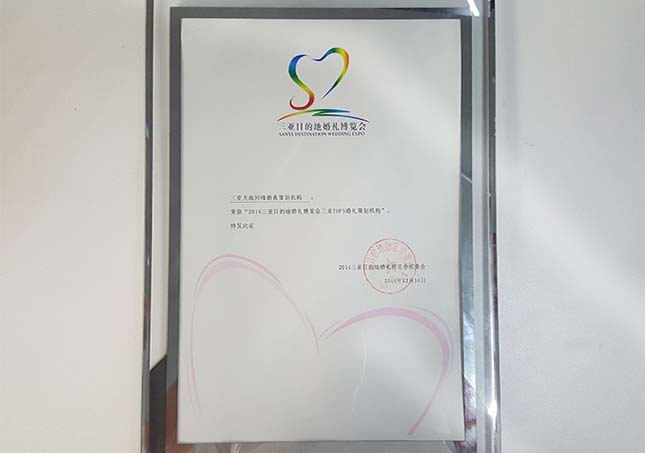 三亚目的地婚礼博览会
SANYA DESTINATION WEDDING EXPO
三亚天海同缘婚典策划机构 :
荣获“2014三亚目的地婚礼博览会三亚TOP5婚礼策划机构”。
特发此证
2014三亚目的地婚礼博览会组委会
2014年12月14日